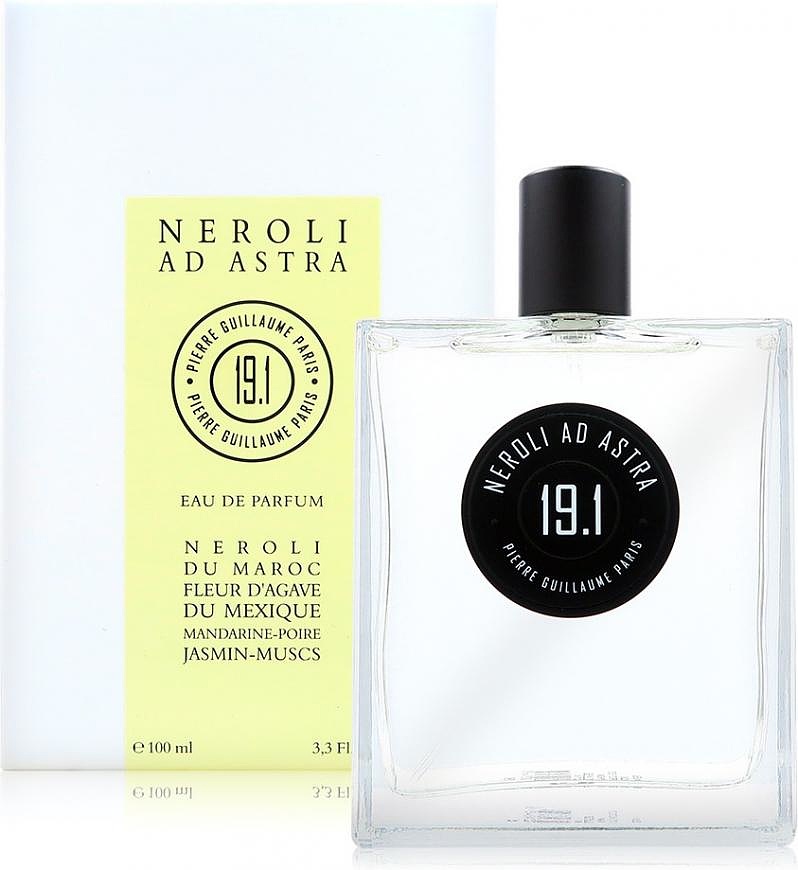 NEROLI
AD ASTRA
• PIERRE GUILLAUME PARIS •
19.1
PIERRE GUILLAUME PARIS
EAU DE PARFUM
NEROLI
DU MAROC
FLEUR D'AGAVE
DU MEXIQUE
MANDARINE-POIRE
JASMIN-MUSCS
℮ 100 ml 3,3 Fl.
NEROLI AD ASTRA
19.1
PIERRE GUILLAUME PARIS